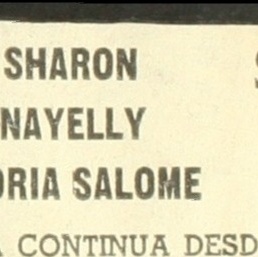 SHARON
NAYELLY
ORIA SALOME
A CONTINUA DESD